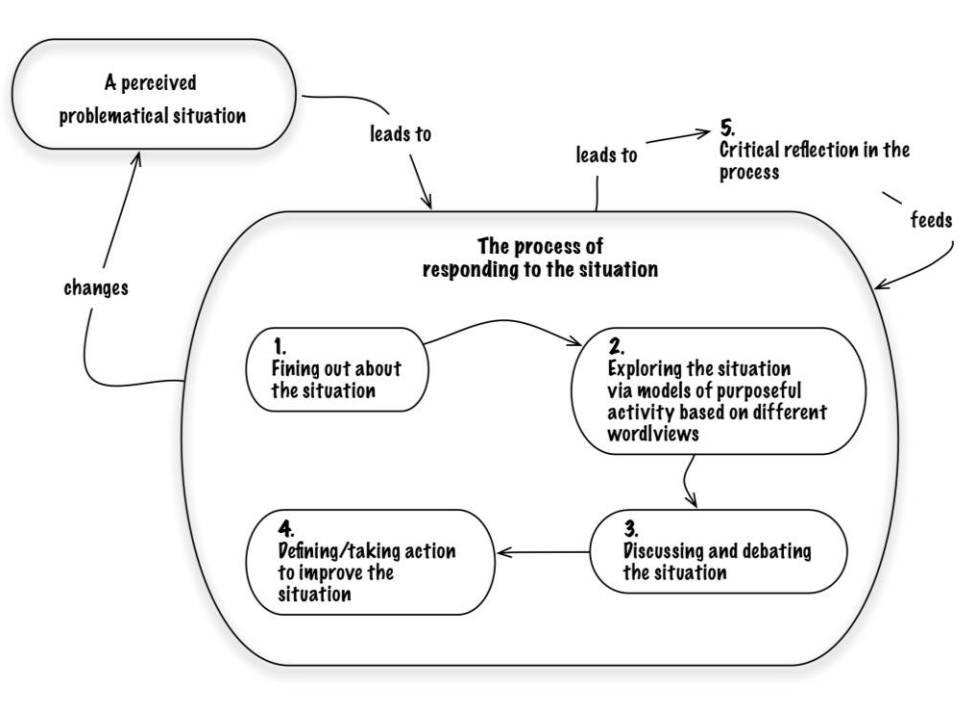 A perceived
problematical situation
leads to
leads to
5.
Critical reflection in the
process
feeds
changes
The process of
responding to the situation
1.
Fining out about
the situation
2.
Exploring the situation
via models of purposeful
activity based on different
wordlviews
3.
Discussing and debating
the situation
4.
Defining/taking action
to improve the
situation